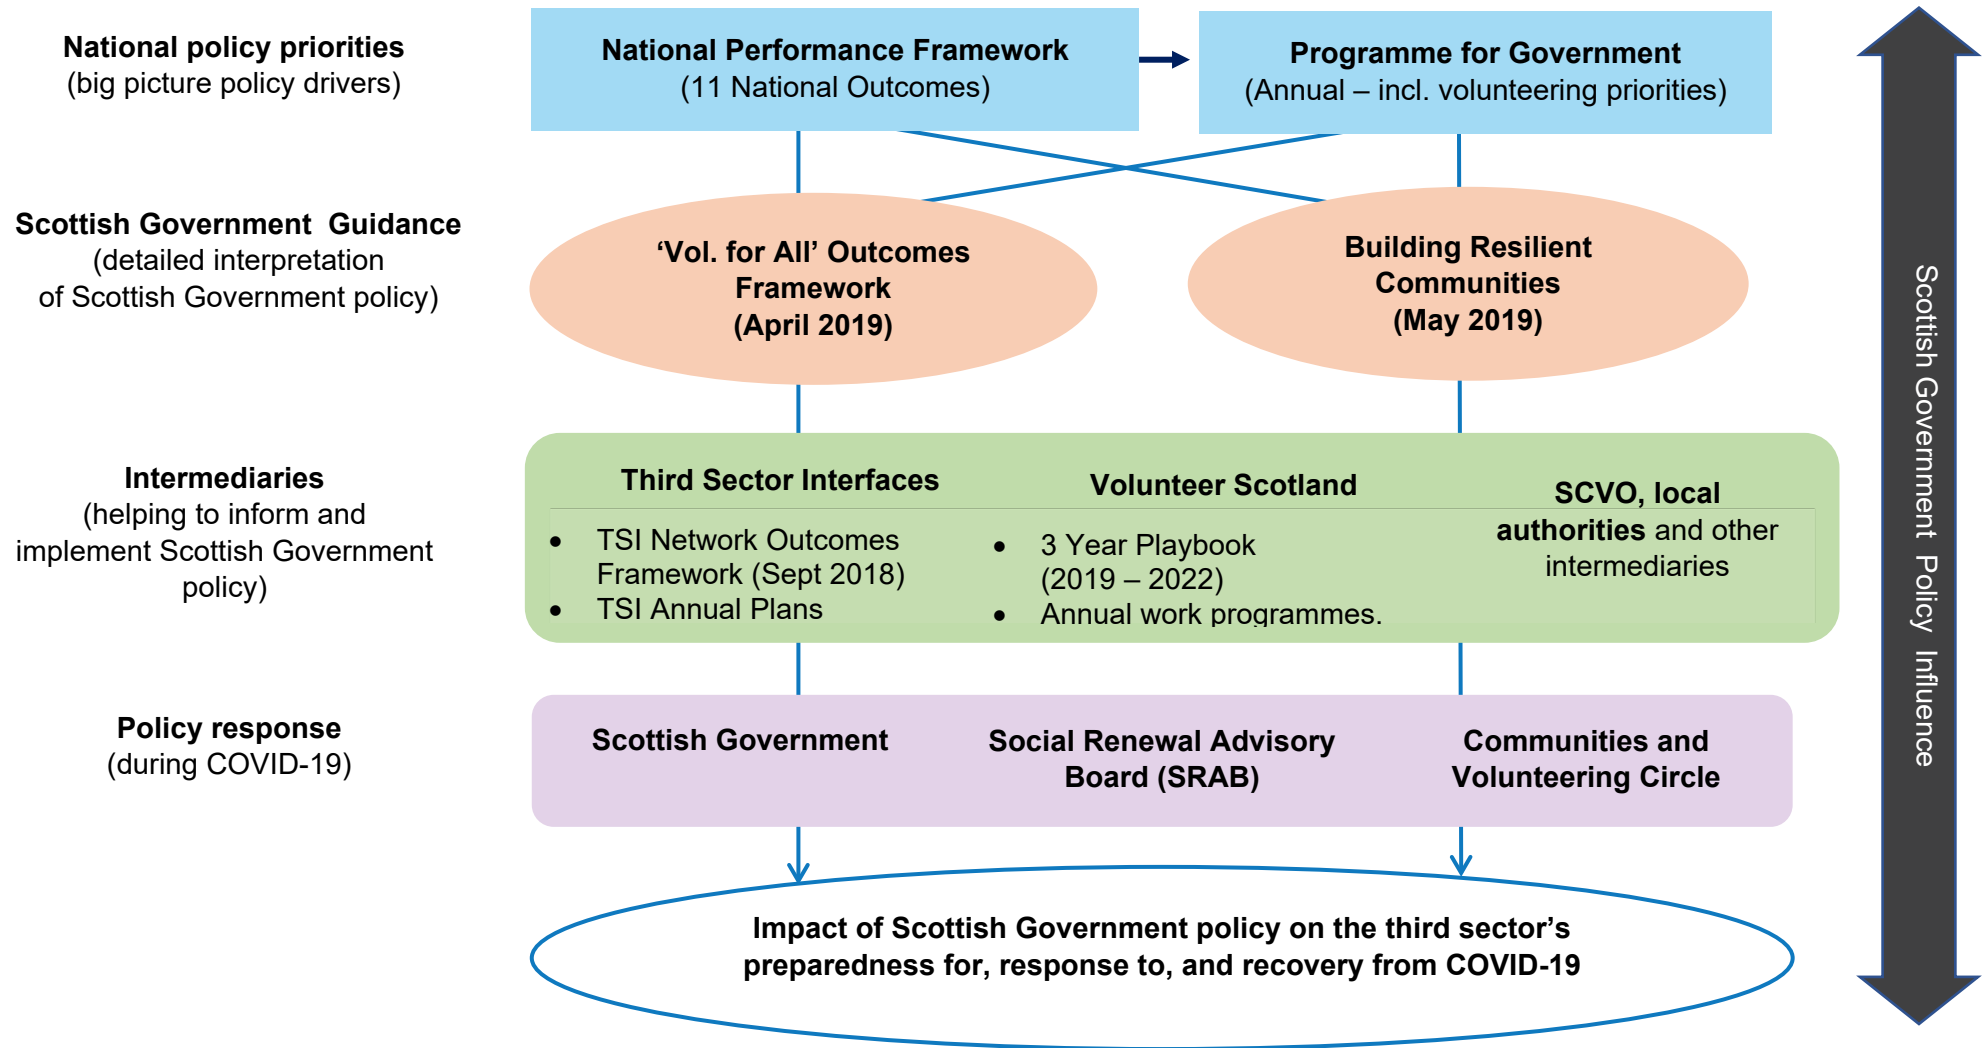 National policy priorities
(big picture policy drivers)
National Performance Framework
(11 National Outcomes)
Programme for Government
(Annual – incl. volunteering priorities)
Scottish Government  Guidance
(detailed interpretation
of Scottish Government policy)
‘Vol. for All’ Outcomes
Framework
(April 2019)
Building Resilient
Communities
(May 2019)
Intermediaries
(helping to inform and
implement Scottish Government
policy)
Third Sector Interfaces
• TSI Network Outcomes
Framework (Sept 2018)
• TSI Annual Plans
Volunteer Scotland
• 3 Year Playbook
(2019 – 2022)
• Annual work programmes.
SCVO, local
authorities and other
intermediaries
Policy response
(during COVID-19)
Scottish Government
Social Renewal Advisory
Board (SRAB)
Communities and
Volunteering Circle
Impact of Scottish Government policy on the third sector’s
preparedness for, response to, and recovery from COVID-19
Scottish Government Policy Influence